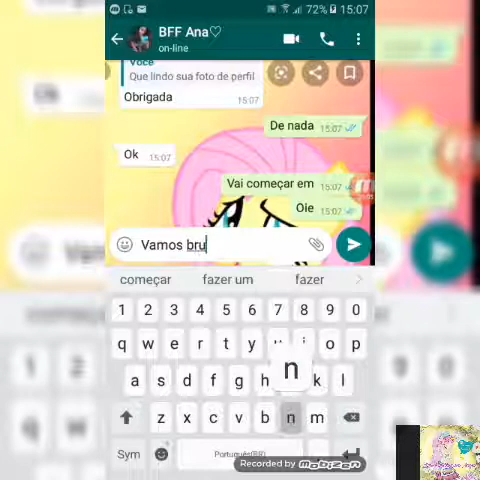 72% 15:07
BFF Ana♡
on-line
Você
Que lindo sua foto de perfil
Obrigada 15:07
De nada 15:07
Ok 15:07
Vai começar em 15:07
Oie 15:07
Vamos bru
começar fazer um fazer
1 2 3 4 5 6 7 8 9 0
q w e r t y u i o p
a s d f g h k l
n
z x c v b n m
Sym Português(BR)
Recorded by mobizen